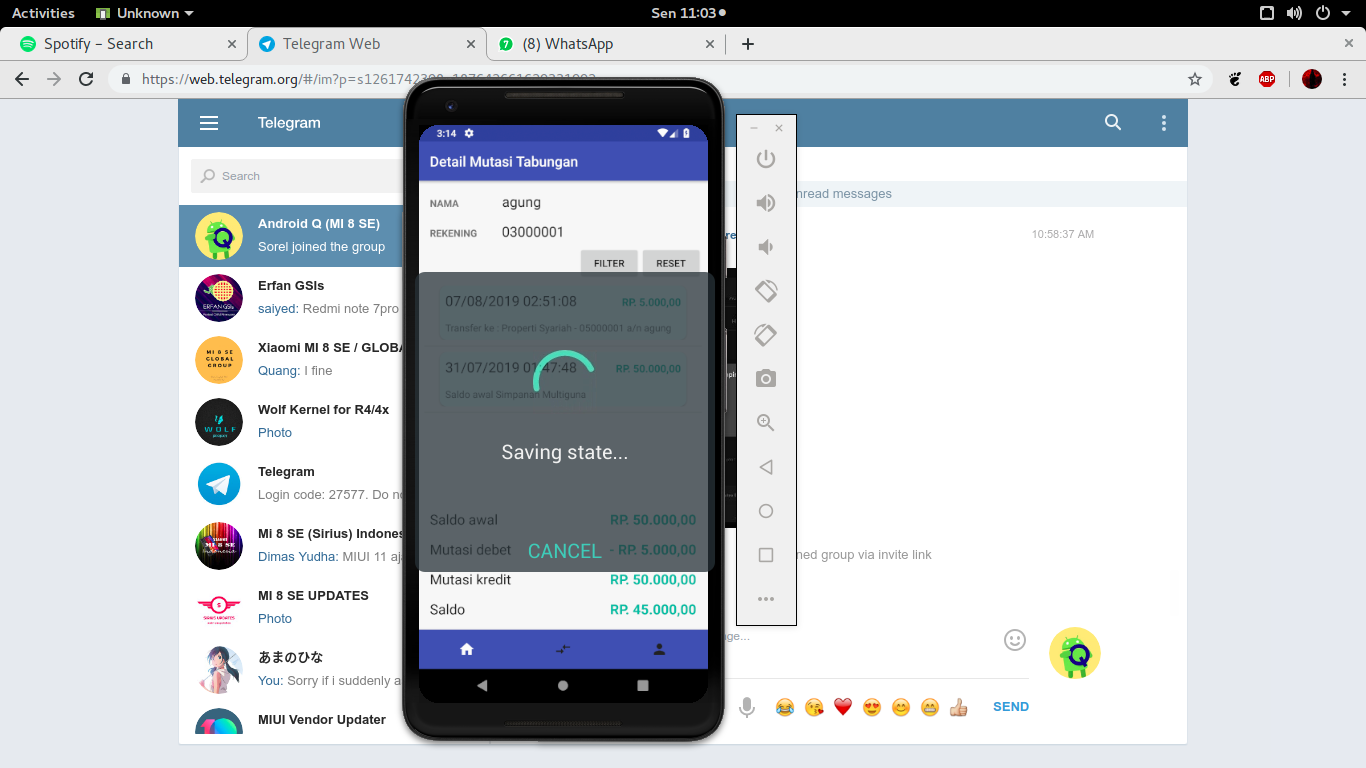 Activities
Unknown
Sen 11:03
Spotify – Search
Telegram Web
(8) WhatsApp
https://web.telegram.org/#/im?p=s1261742308_187643661629331092
ABP
Telegram
Search
Android Q (MI 8 SE)
Sorel joined the group
Erfan GSIs
saiyed: Redmi note 7pro
Xiaomi MI 8 SE / GLOBA
Quang: I fine
Wolf Kernel for R4/4x
Photo
Telegram
Login code: 27577. Do no
Mi 8 SE (Sirius) Indones
Dimas Yudha: MIUI 11 aja
MI 8 SE UPDATES
Photo
あまのひな
You: Sorry if i suddenly a
MIUI Vendor Updater
3:14
Detail Mutasi Tabungan
NAMA agung
REKENING 03000001
FILTER RESET
07/08/2019 02:51:08 RP. 5.000,00
Transfer ke : Properti Syariah - 05000001 a/n agung
31/07/2019 01:47:48 RP. 50.000,00
Saldo awal Simpanan Multiguna
Saving state...
Saldo awal RP. 50.000,00
Mutasi debet - RP. 5.000,00
CANCEL
Mutasi kredit RP. 50.000,00
Saldo RP. 45.000,00
nread messages
10:58:37 AM
ned group via invite link
ge...
SEND